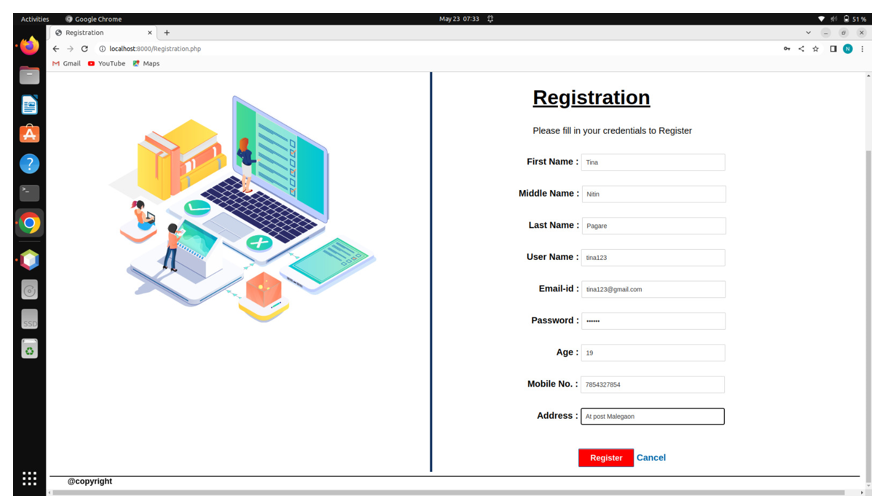 Activities Google Chrome May 23 07:33 51 %
Registration
localhost:8000/Registration.php N
Gmail YouTube Maps
Registration
Please fill in your credentials to Register
First Name : Tina
Middle Name : Nitin
Last Name : Pagare
User Name : tina123
Email-id : tina123@gmail.com
Password : ••••••
Age : 19
Mobile No. : 7854327854
Address : At post Malegaon
Register Cancel
@copyright
SSD